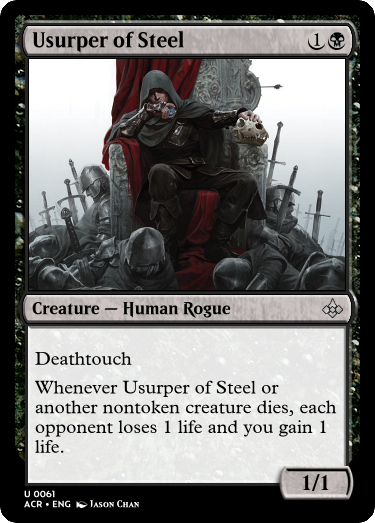 Usurper of Steel 1
Creature — Human Rogue
Deathtouch
Whenever Usurper of Steel or
another nontoken creature dies, each
opponent loses 1 life and you gain 1
life.
1/1
U 0061
ACR • ENG Jason Chan